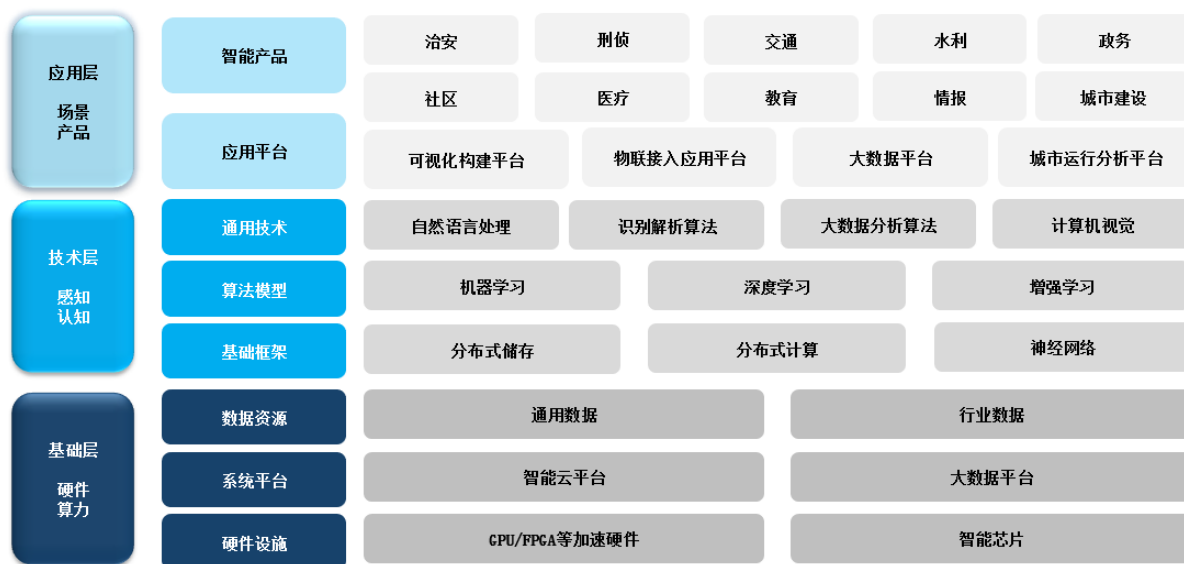 应用层
场景
产品
智能产品
治安
刑侦
交通
水利
政务
社区
医疗
教育
情报
城市建设
应用平台
可视化构建平台
物联接入应用平台
大数据平台
城市运行分析平台
技术层
感知
认知
通用技术
自然语言处理
识别解析算法
大数据分析算法
计算机视觉
算法模型
机器学习
深度学习
增强学习
基础框架
分布式储存
分布式计算
神经网络
基础层
硬件
算力
数据资源
通用数据
行业数据
系统平台
智能云平台
大数据平台
硬件设施
GPU/FPGA等加速硬件
智能芯片